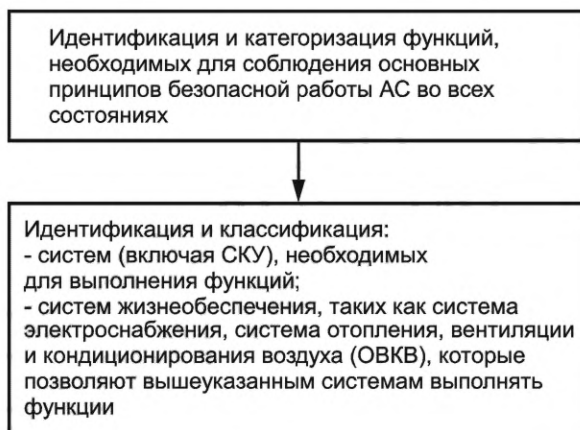 Идентификация и категоризация функций,
необходимых для соблюдения основных
принципов безопасной работы АС во всех
состояниях
Идентификация и классификация:
- систем (включая СКУ), необходимых
для выполнения функций;
- систем жизнеобеспечения, таких как система
электроснабжения, система отопления, вентиляции
и кондиционирования воздуха (ОВКВ), которые
позволяют вышеуказанным системам выполнять
функции